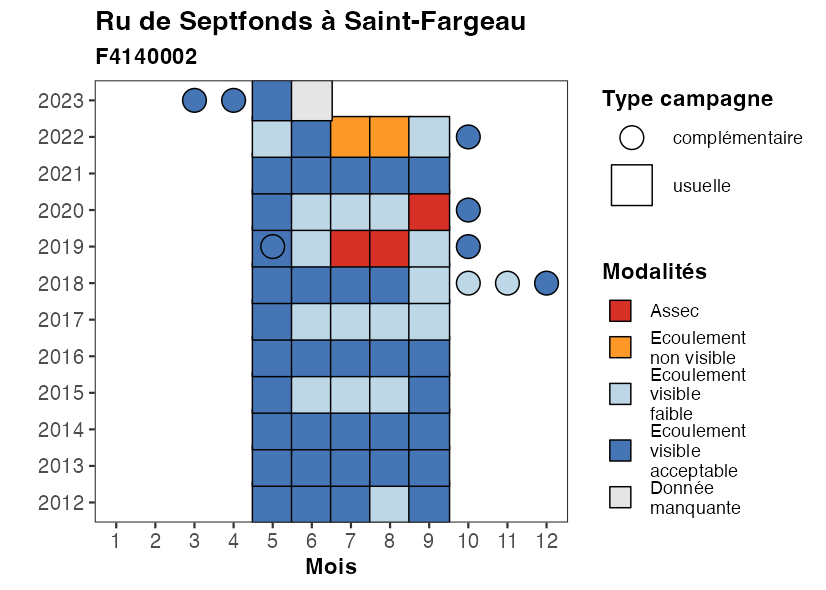 Ru de Septfonds à Saint-Fargeau
F4140002
2023
2022
2021
2020
2019
2018
2017
2016
2015
2014
2013
2012
1 2 3 4 5 6 7 8 9 10 11 12
Mois
Type campagne
complémentaire
usuelle
Modalités
Assec
Ecoulement
non visible
Ecoulement
visible
faible
Ecoulement
visible
acceptable
Donnée
manquante